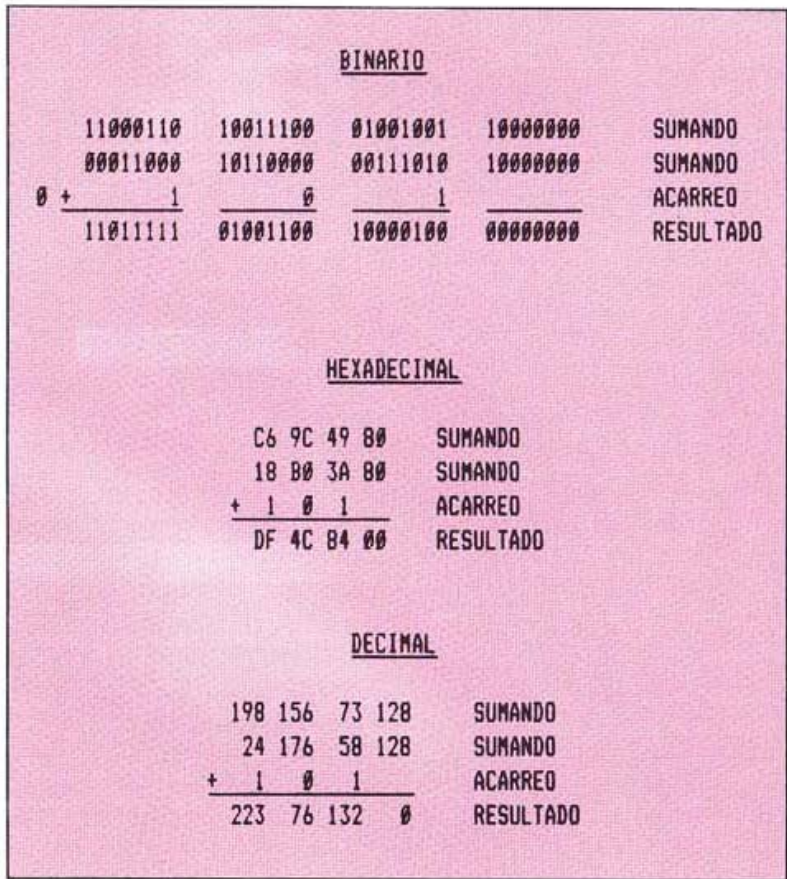 BINARIO
11000110 10011100 01001001 10000000 SUMANDO
00011000 10110000 00111010 10000000 SUMANDO
0 + 1 0 1 ACARREO
11011111 01001100 10000100 00000000 RESULTADO
HEXADECIMAL
C6 9C 49 80 SUMANDO
18 B0 3A 80 SUMANDO
+ 1 0 1 ACARREO
DF 4C 84 00 RESULTADO
DECIMAL
198 156 73 128 SUMANDO
24 176 58 128 SUMANDO
+ 1 0 1 ACARREO
223 76 132 0 RESULTADO